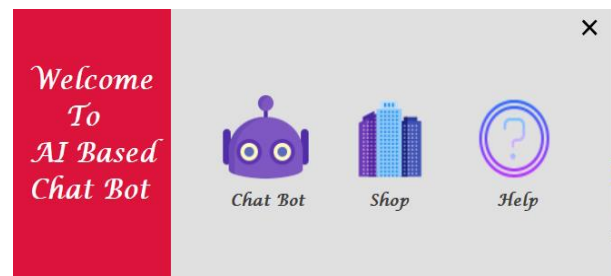 Welcome
To
AI Based
Chat Bot
Chat Bot
Shop
Help